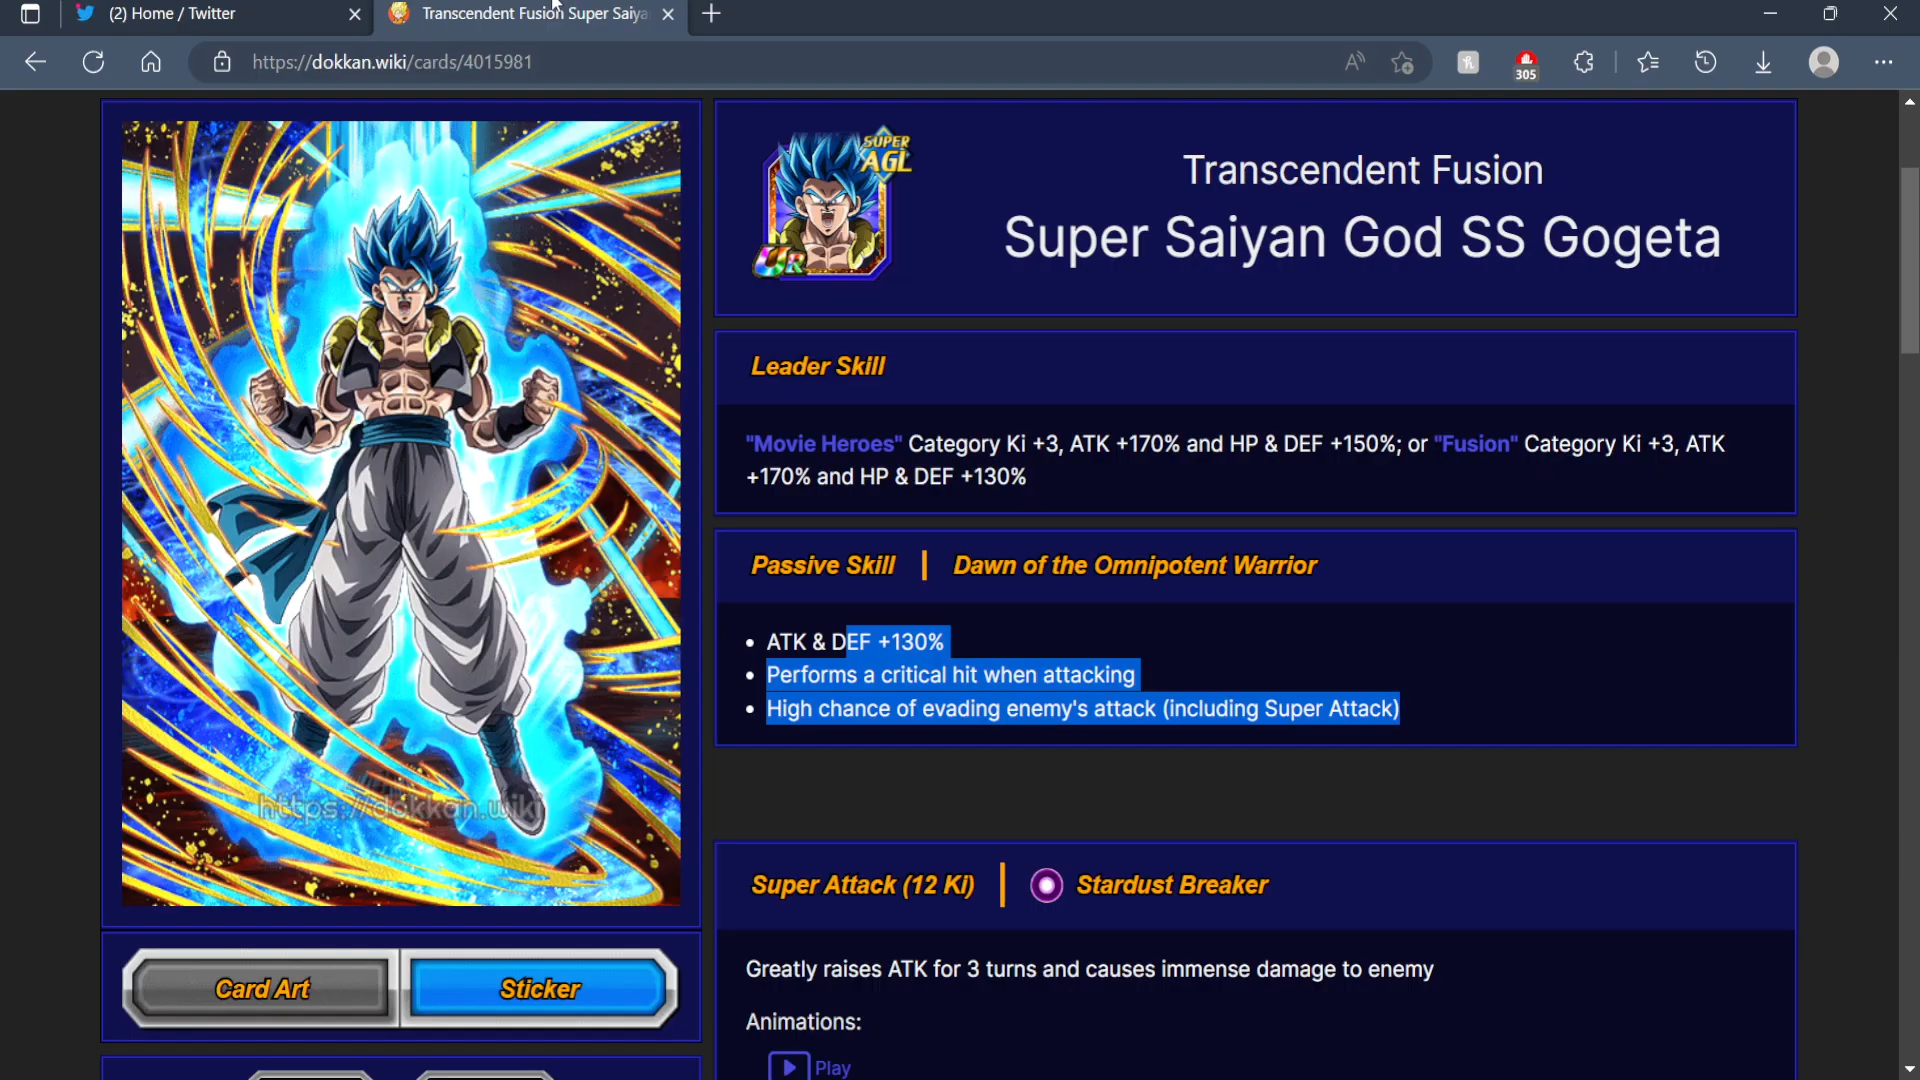 (2) Home / Twitter
Transcendent Fusion Super Saiya
https://dokkan.wiki/cards/4015981
305
SUPER
AGL
UR
Transcendent Fusion
Super Saiyan God SS Gogeta
Leader Skill
"Movie Heroes" Category Ki +3, ATK +170% and HP & DEF +150%; or "Fusion" Category Ki +3, ATK
+170% and HP & DEF +130%
Passive Skill | Dawn of the Omnipotent Warrior
• ATK & DEF +130%
• Performs a critical hit when attacking
• High chance of evading enemy's attack (including Super Attack)
https://dokkan.wiki
Super Attack (12 Ki) | Stardust Breaker
Greatly raises ATK for 3 turns and causes immense damage to enemy
Animations:
Play
Card Art
Sticker